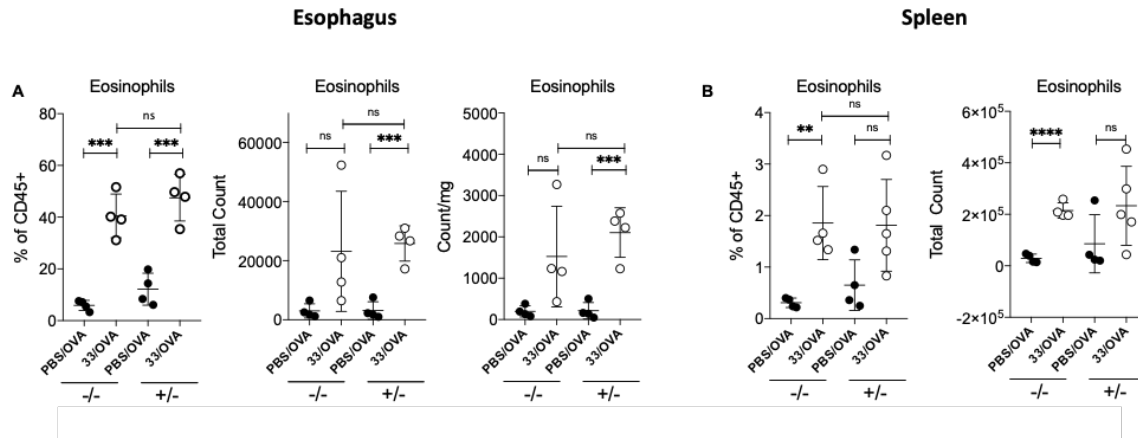 Esophagus
Spleen
A
Eosinophils
% of CD45+
80
60
40
20
0
***
ns
***
PBS/OVA
33/OVA
PBS/OVA
33/OVA
-/-
+/-
Eosinophils
Total Count
60000
40000
20000
0
ns
ns
***
PBS/OVA
33/OVA
PBS/OVA
33/OVA
-/-
+/-
Eosinophils
Count/mg
5000
4000
3000
2000
1000
0
ns
ns
***
PBS/OVA
33/OVA
PBS/OVA
33/OVA
-/-
+/-
B
Eosinophils
% of CD45+
4
3
2
1
0
**
ns
ns
PBS/OVA
33/OVA
PBS/OVA
33/OVA
-/-
+/-
Eosinophils
Total Count
6×10⁵
4×10⁵
2×10⁵
0
-2×10⁵
****
ns
PBS/OVA
33/OVA
PBS/OVA
33/OVA
-/-
+/-